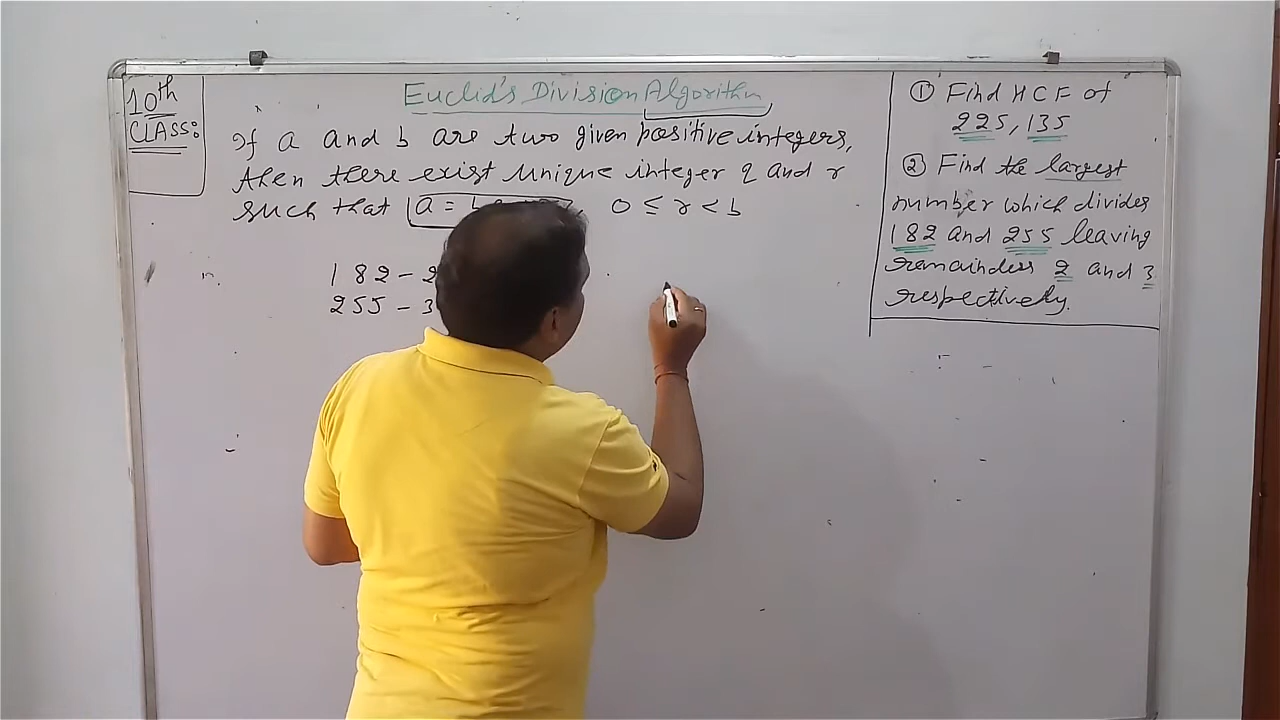 10th
CLASS:
Euclid's Division Algorithm
If a and b are two given positive integers,
then there exist unique integer q and r
such that a = 0 ≤ r < b
182 - 2
255 - 3
① Find HCF of
225, 135
② Find the largest
number which divides
182 and 255 leaving
remainders 2 and 3
respectively.